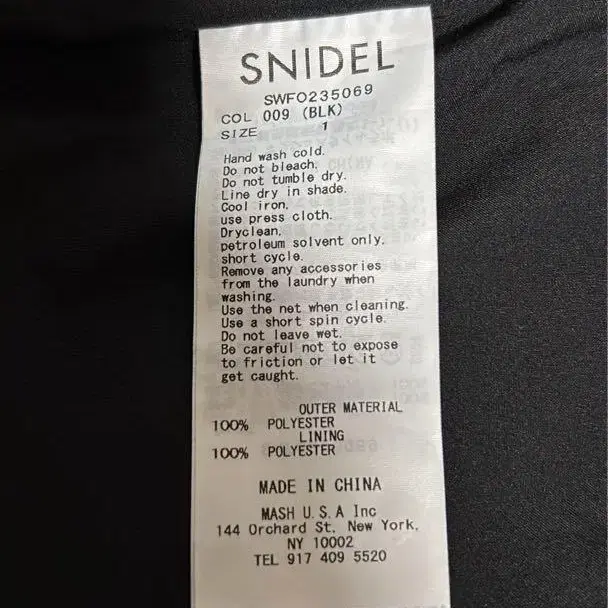 SNIDEL
SWFO235069
COL 009 (BLK)
SIZE 1
Hand wash cold.
Do not bleach.
Do not tumble dry.
Line dry in shade.
Cool iron.
use press cloth.
Dryclean,
petroleum solvent only.
short cycle.
Remove any accessories
from the laundry when
washing.
Use the net when cleaning.
Use a short spin cycle.
Do not leave wet.
Be careful not to expose
to friction or let it
get caught.
OUTER MATERIAL
100% POLYESTER
LINING
100% POLYESTER
MADE IN CHINA
MASH U.S.A Inc
144 Orchard St. New York,
NY 10002
TEL 917 409 5520